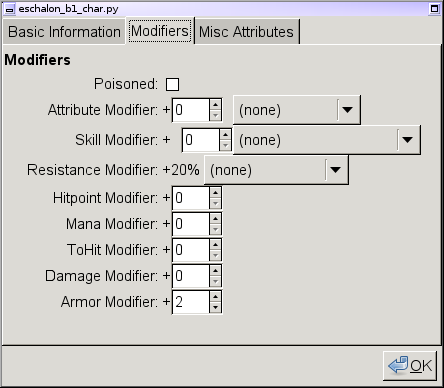 eschalon_b1_char.py
Basic Information Modifiers Misc Attributes
Modifiers
Poisoned:
Attribute Modifier: + 0 (none)
Skill Modifier: + 0 (none)
Resistance Modifier: +20% (none)
Hitpoint Modifier: + 0
Mana Modifier: + 0
ToHit Modifier: + 0
Damage Modifier: + 0
Armor Modifier: + 2
OK